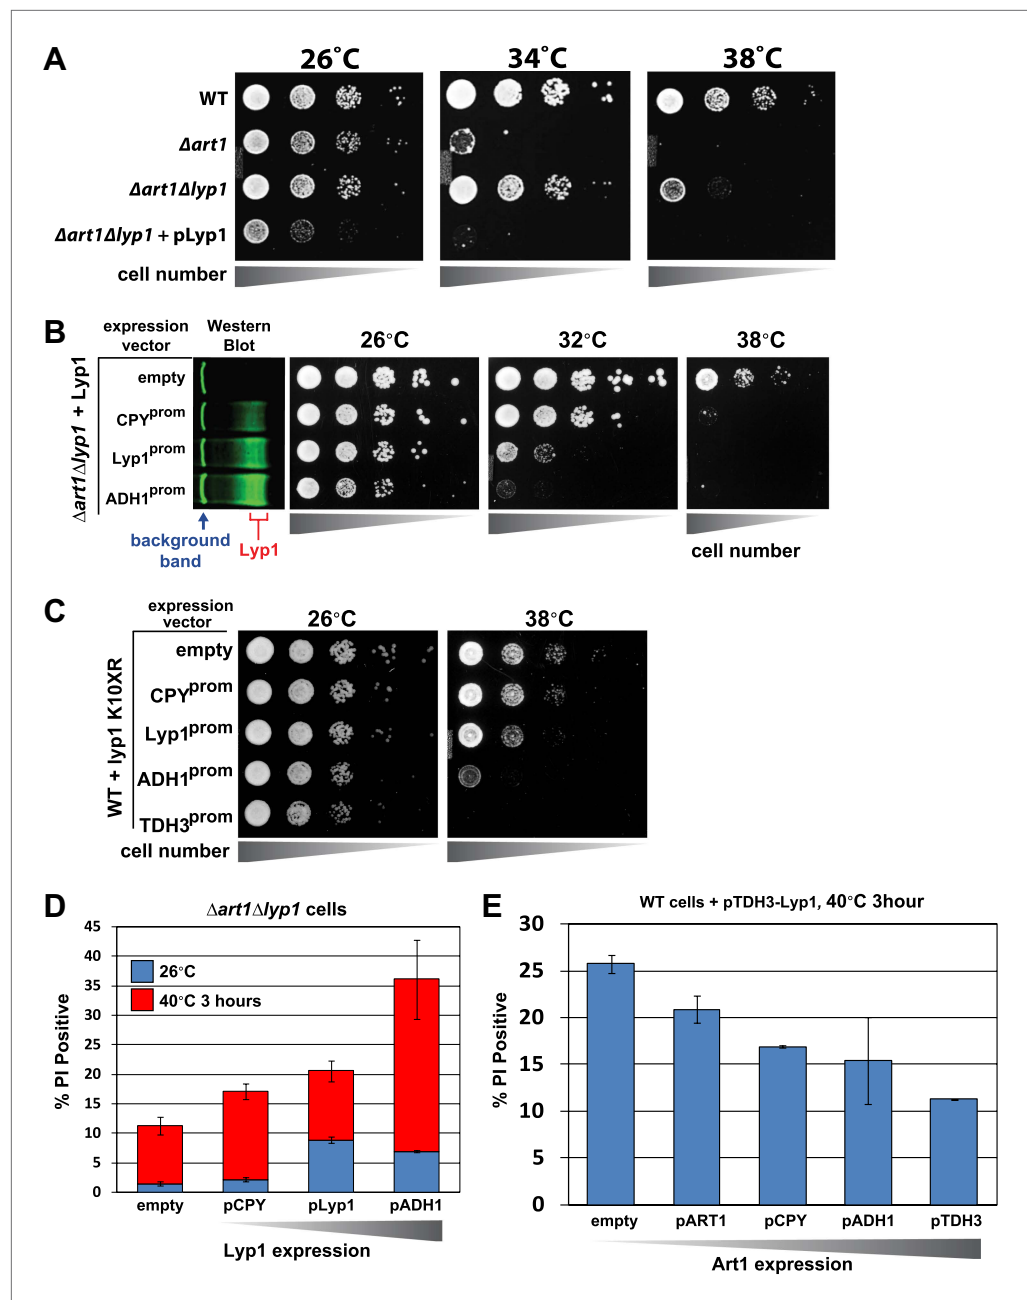 A
26°C
34°C
38°C
WT
Δart1
Δart1Δlyp1
Δart1Δlyp1 + pLyp1
cell number
B
expression vector
Western Blot
26°C
32°C
38°C
Δart1Δlyp1 + Lyp1
empty
CPYprom
Lyp1prom
ADH1prom
background band
Lyp1
cell number
C
expression vector
26°C
38°C
WT + lyp1 K10XR
empty
CPYprom
Lyp1prom
ADH1prom
TDH3prom
cell number
D
Δart1Δlyp1 cells
% PI Positive
45
40
35
30
25
20
15
10
5
0
26°C
40°C 3 hours
empty
pCPY
pLyp1
pADH1
Lyp1 expression
E
WT cells + pTDH3-Lyp1, 40°C 3hour
% PI Positive
30
25
20
15
10
5
0
empty
pART1
pCPY
pADH1
pTDH3
Art1 expression